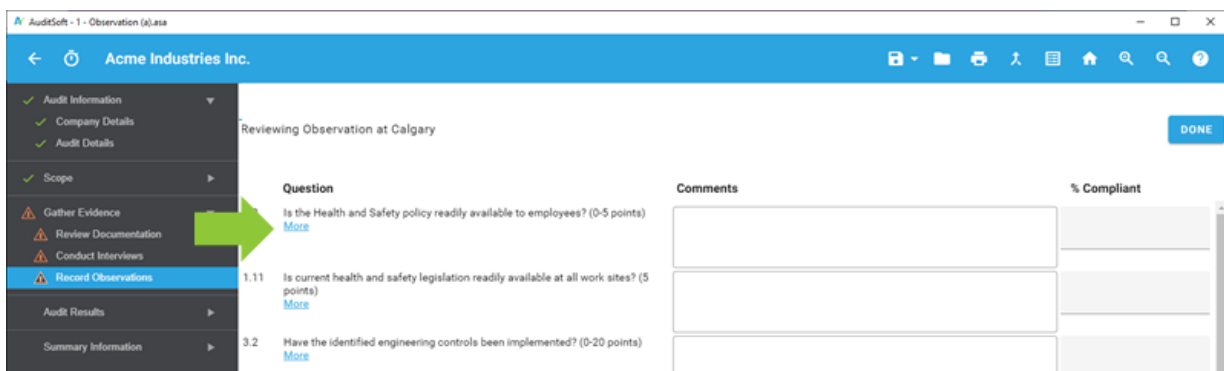 AuditSoft - 1 - Observation (a).asa
Acme Industries Inc.
Audit Information
Company Details
Audit Details
Scope
Gather Evidence
Review Documentation
Conduct Interviews
Record Observations
Audit Results
Summary Information
Reviewing Observation at Calgary
DONE
Question Comments % Compliant
Is the Health and Safety policy readily available to employees? (0-5 points)
More
1.11 Is current health and safety legislation readily available at all work sites? (5
points)
More
3.2 Have the identified engineering controls been implemented? (0-20 points)
More